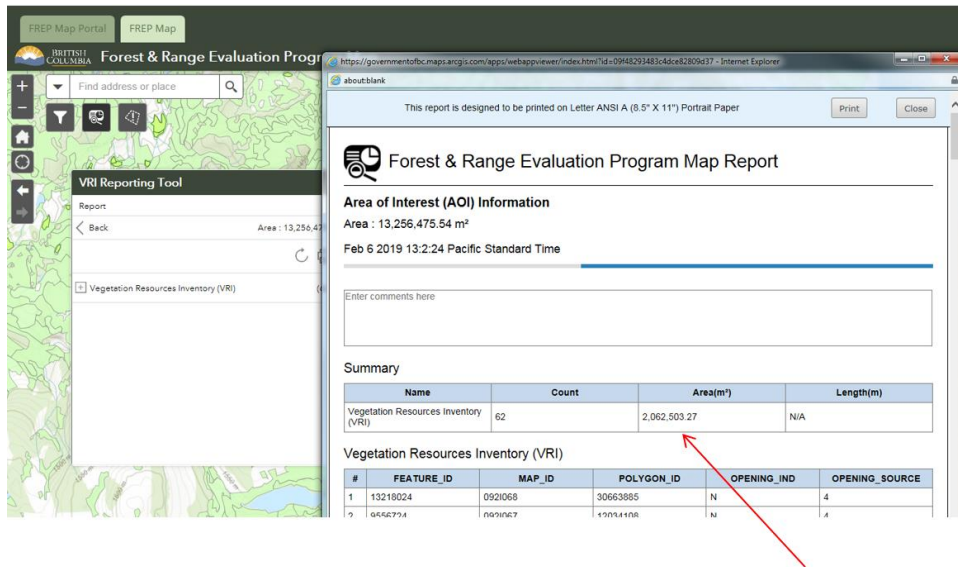 FREP Map Portal
FREP Map
BRITISH
COLUMBIA
Forest & Range Evaluation Progr
Find address or place
VRI Reporting Tool
Report
Back
Area : 13,256,47
Vegetation Resources Inventory (VRI)
https://governmentofbc.maps.arcgis.com/apps/webappviewer/index.html?id=09f48293483c4dce82809d37 - Internet Explorer
about:blank
This report is designed to be printed on Letter ANSI A (8.5" X 11") Portrait Paper
Print
Close
Forest & Range Evaluation Program Map Report
Area of Interest (AOI) Information
Area : 13,256,475.54 m²
Feb 6 2019 13:2:24 Pacific Standard Time
Enter comments here
Summary
Name Count Area(m²) Length(m)
Vegetation Resources Inventory
(VRI) 62 2,062,503.27 N/A
Vegetation Resources Inventory (VRI)
# FEATURE_ID MAP_ID POLYGON_ID OPENING_IND OPENING_SOURCE
1 13218024 092I068 30663885 N 4
2 9556724 092I067 12034108 N 4